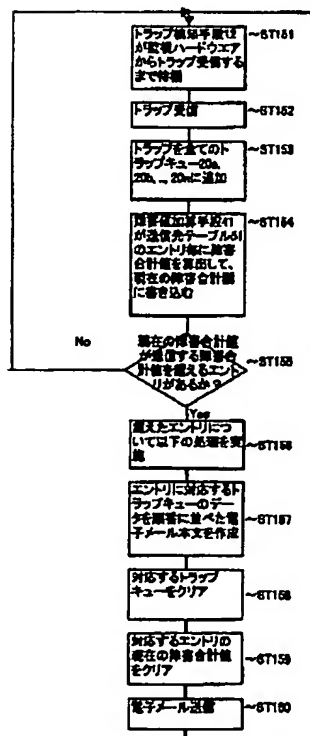 トラップ検知手段12
が監視ハードウエア
からトラップ受信する
まで待機
~ST151
トラップ受信
~ST152
トラップを全てのト
ラップキュー20a,
20b, ..., 20nに追加
~ST153
障害値加算手段41
が送信先テーブル51
のエントリ毎に障害
合計値を算出して、
現在の障害合計値
に書き込む
~ST154
No
現在の障害合計値
が送信する障害合
計値を超えるエント
リがあるか?
~ST155
Yes
超えたエントリにつ
いて以下の処理を実
施
~ST156
エントリに対応するト
ラップキューのデー
タを順番に並べた電
子メール本文を作成
~ST157
対応するトラップ
キューをクリア
~ST158
対応するエントリの
現在の障害合計値
をクリア
~ST159
電子メール送信
~ST160